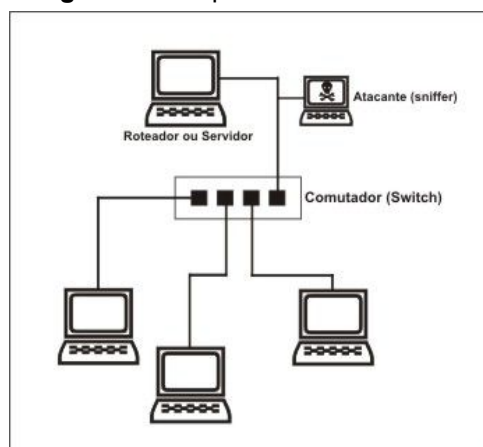 Roteador ou Servidor
Atacante (sniffer)
Comutador (Switch)